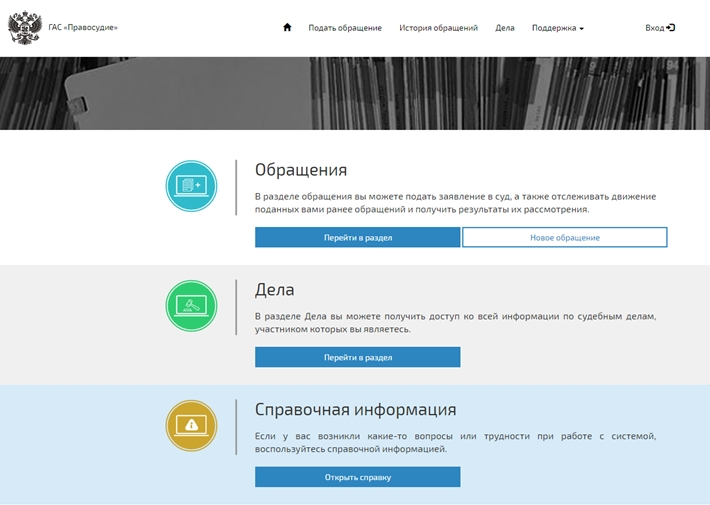 ГАС «Правосудие»
Подать обращение
История обращений
Дела
Поддержка
Вход
Обращения
В разделе обращения вы можете подать заявление в суд, а также отслеживать движение
поданных вами ранее обращений и получить результаты их рассмотрения.
Перейти в раздел
Новое обращение
Дела
В разделе Дела вы можете получить доступ ко всей информации по судебным делам,
участником которых вы являетесь.
Перейти в раздел
Справочная информация
Если у вас возникли какие-то вопросы или трудности при работе с системой,
воспользуйтесь справочной информацией.
Открыть справку